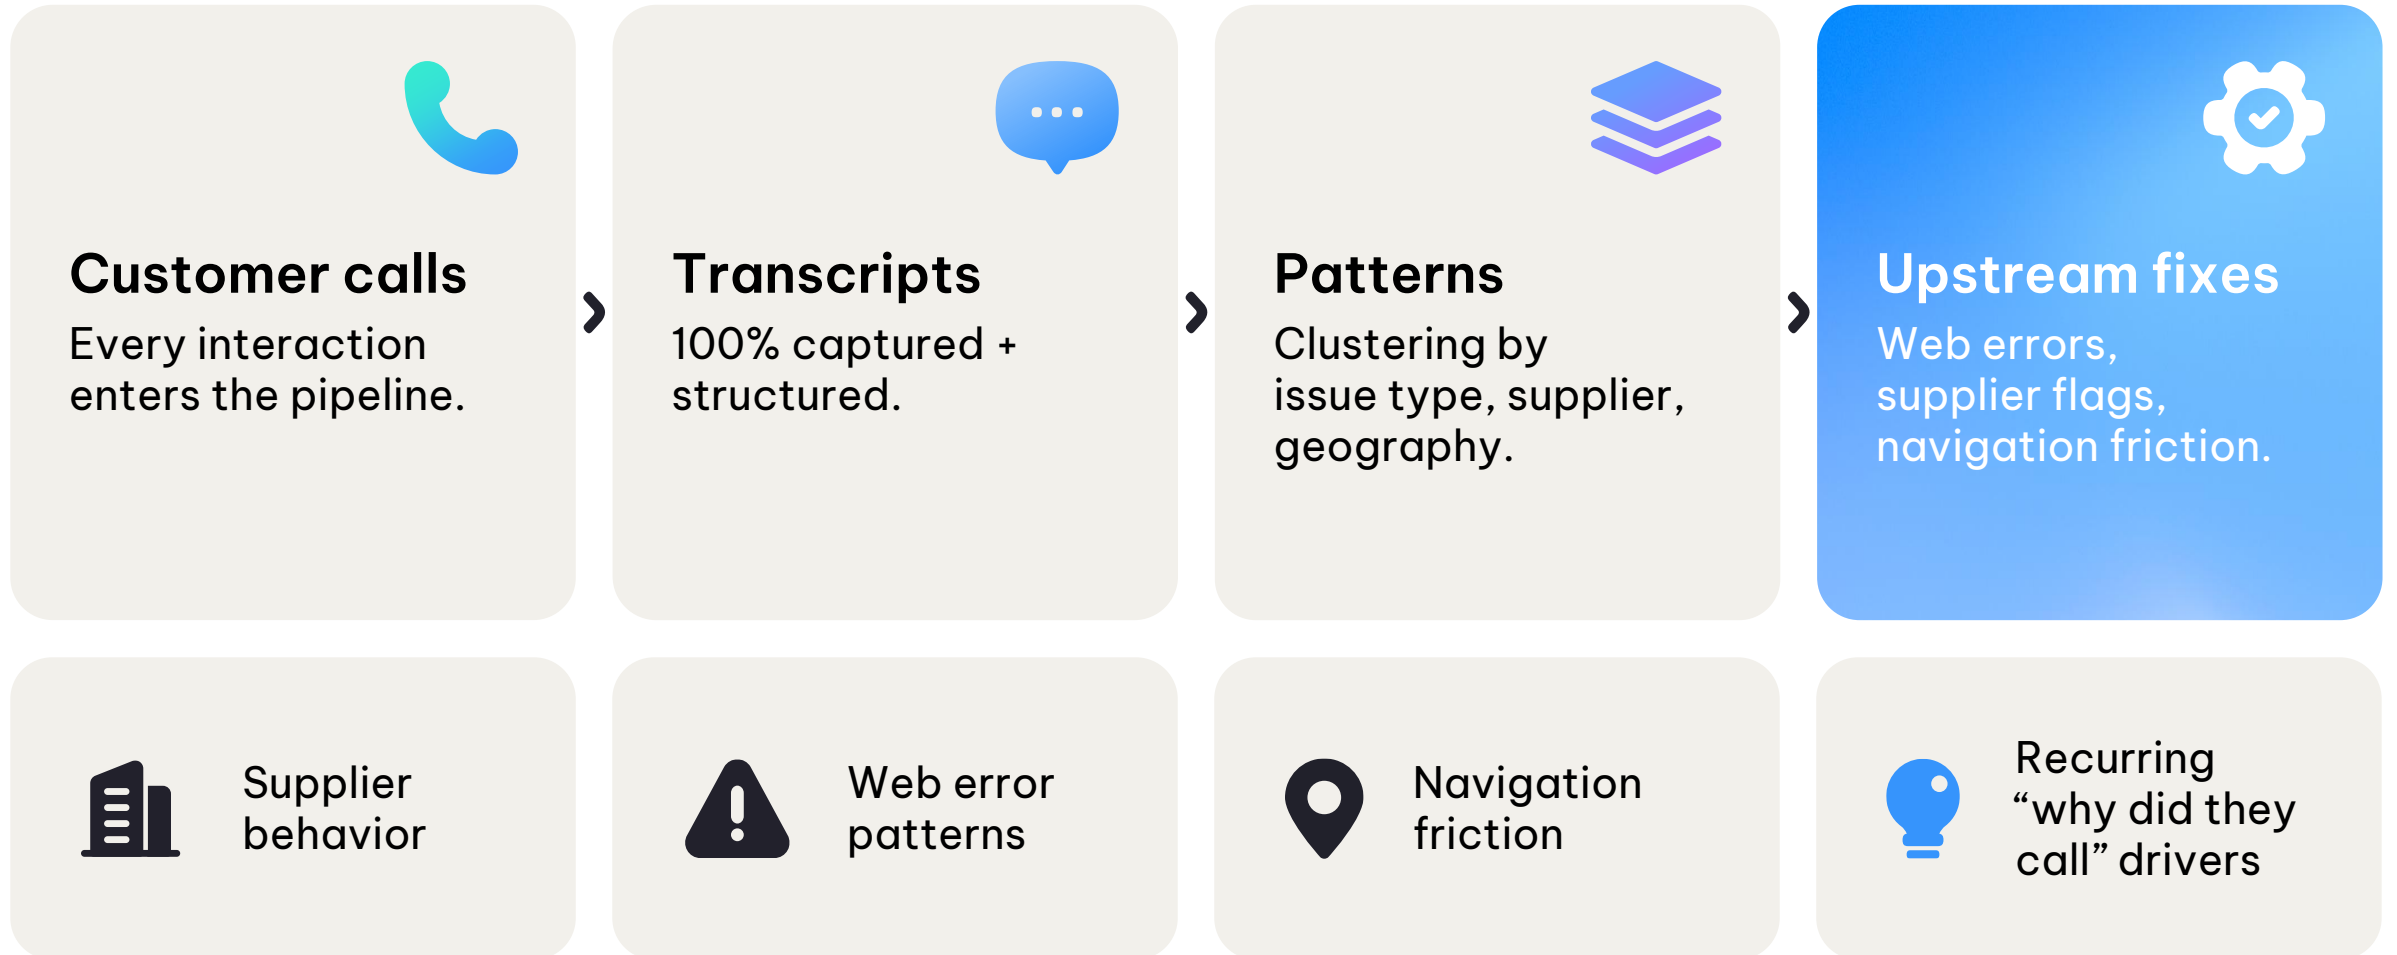 Customer calls
Every interaction
enters the pipeline.
Transcripts
100% captured +
structured.
Patterns
Clustering by
issue type, supplier,
geography.
Upstream fixes
Web errors,
supplier flags,
navigation friction.
Supplier
behavior
Web error
patterns
Navigation
friction
Recurring
“why did they
call” drivers